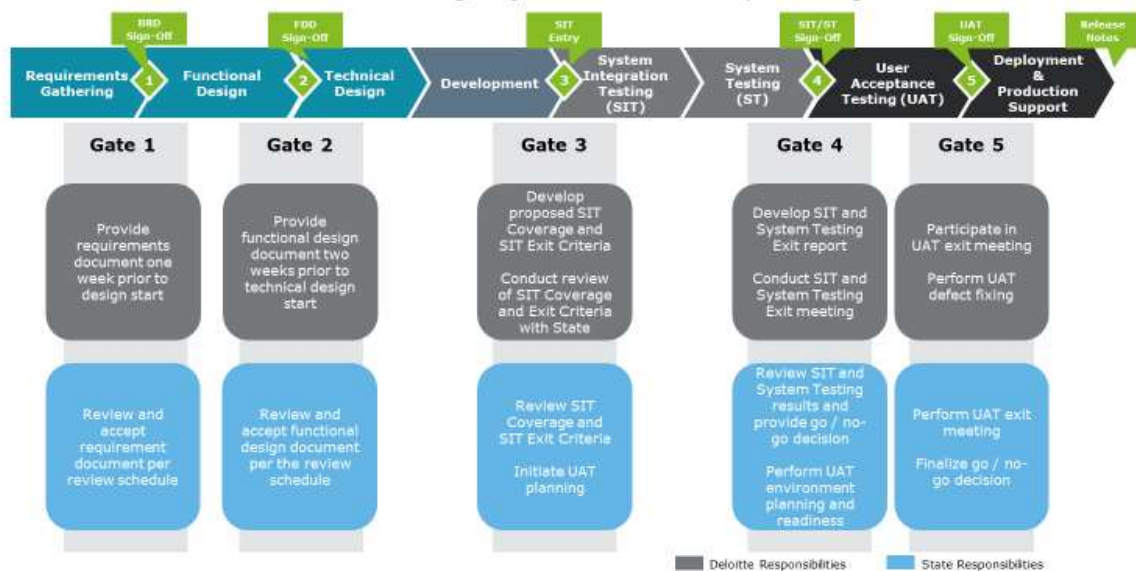 BRD
Sign-Off
FDD
Sign-Off
SIT
Entry
SIT/ST
Sign-Off
UAT
Sign-Off
Release
Notes
Requirements
Gathering
1
Functional
Design
2
Technical
Design
Development
3
System
Integration
Testing
(SIT)
System
Testing
(ST)
4
User
Acceptance
Testing (UAT)
5
Deployment
&
Production
Support
Gate 1
Gate 2
Gate 3
Gate 4
Gate 5
Provide
requirements
document one
week prior to
design start
Provide
functional design
document two
weeks prior to
technical design
start
Develop
proposed SIT
Coverage and
SIT Exit Criteria
Conduct review
of SIT Coverage
and Exit Criteria
with State
Develop SIT and
System Testing
Exit report
Conduct SIT and
System Testing
Exit meeting
Participate in
UAT exit meeting
Perform UAT
defect fixing
Review and
accept
requirement
document per
review schedule
Review and
accept functional
design document
per the review
schedule
Review SIT
Coverage and
SIT Exit Criteria
Initiate UAT
planning
Review SIT and
System Testing
results and
provide go / no-
go decision
Perform UAT
environment
planning and
readiness
Perform UAT exit
meeting
Finalize go / no-
go decision
Deloitte Responsibilities
State Responsibilities